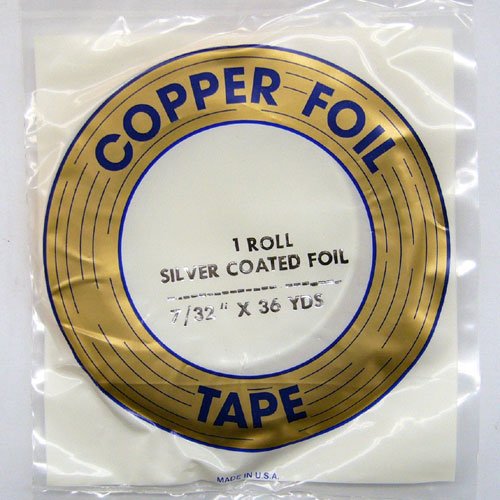 COPPER FOIL
1 ROLL
SILVER COATED FOIL
7/32" X 36 YDS
TAPE
MADE IN U.S.A.